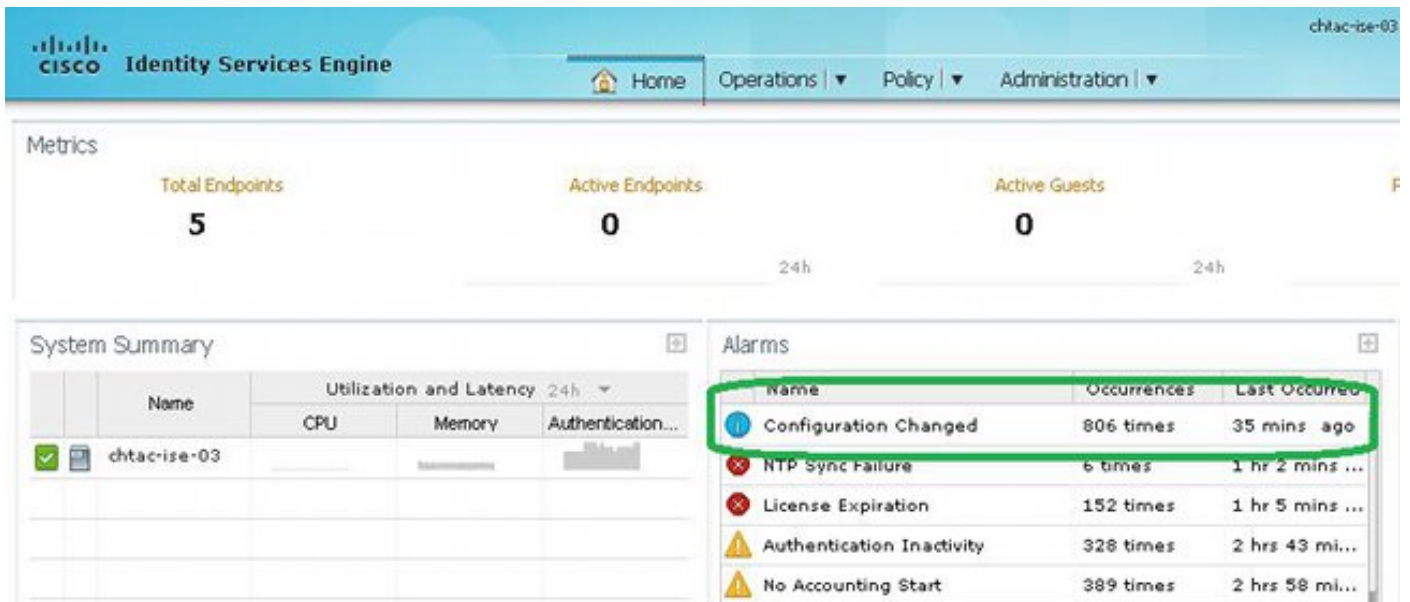 chtac-ise-03
CISCO Identity Services Engine
Home Operations Policy Administration
Metrics
Total Endpoints Active Endpoints Active Guests
5 0 0
24h 24h
System Summary Alarms
Name Utilization and Latency 24h Name Occurrences Last Occurred
CPU Memory Authentication...
Configuration Changed 806 times 35 mins ago
chtac-ise-03 NTP Sync Failure 6 times 1 hr 2 mins ...
License Expiration 152 times 1 hr 5 mins ...
Authentication Inactivity 328 times 2 hrs 43 mi...
No Accounting Start 389 times 2 hrs 58 mi...